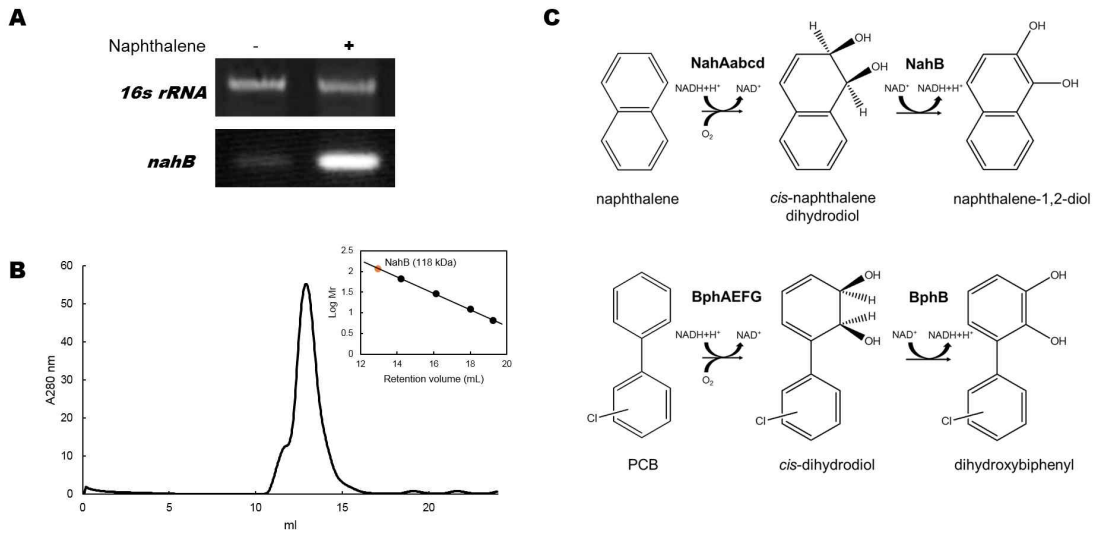 A
Naphthalene - +
16s rRNA
nahB
B
A280 nm
60
50
40
30
20
10
0
0 5 10 15 20
ml
Log Mr
2.5
2
1.5
1
0.5
0
NahB (118 kDa)
12 14 16 18 20
Retention volume (mL)
C
NahAabcd
NADH+H⁺ NAD⁺
O₂
H
OH
OH
H
NahB
NAD⁺ NADH+H⁺
OH
OH
naphthalene
cis-naphthalene
dihydrodiol
naphthalene-1,2-diol
BphAEFG
NADH+H⁺ NAD⁺
O₂
OH
H
H
OH
BphB
NAD⁺ NADH+H⁺
OH
OH
Cl
Cl
Cl
PCB
cis-dihydrodiol
dihydroxybiphenyl